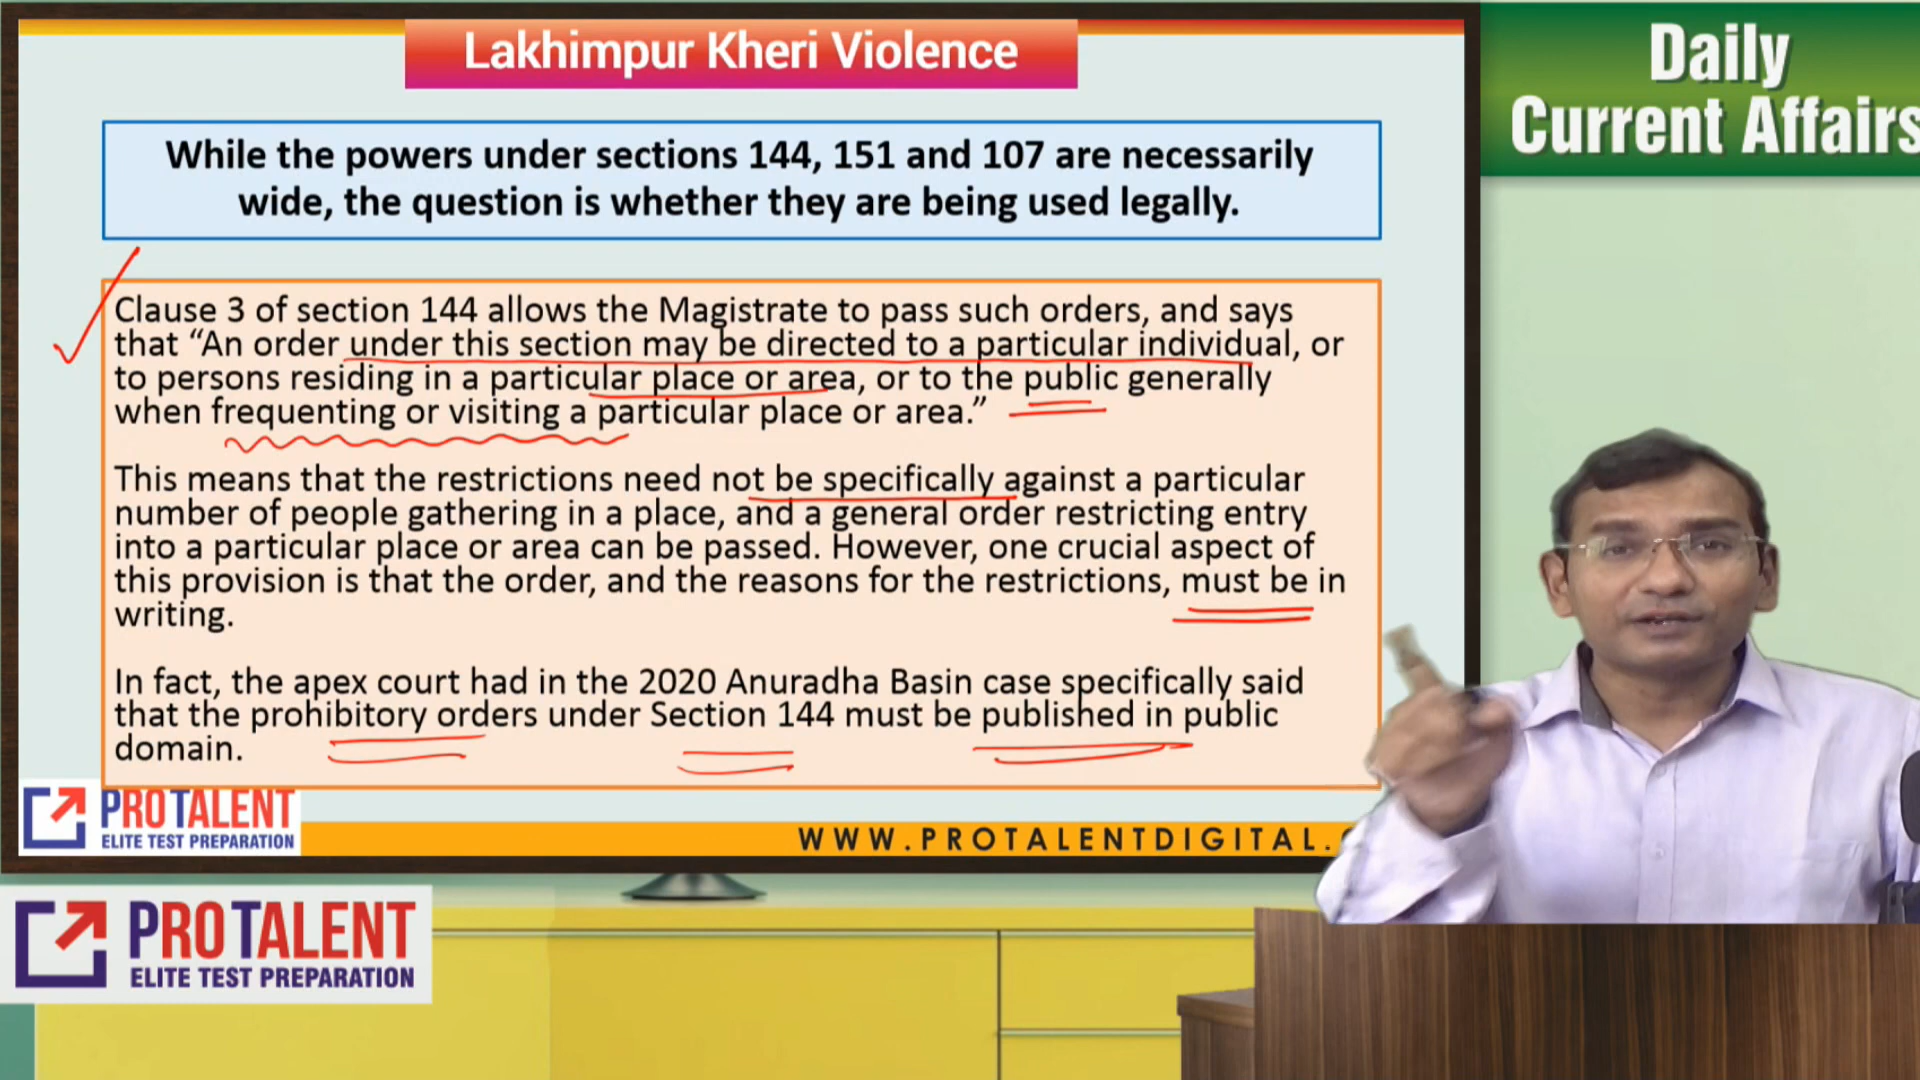 Lakhimpur Kheri Violence
Daily
Current Affairs
While the powers under sections 144, 151 and 107 are necessarily
wide, the question is whether they are being used legally.
Clause 3 of section 144 allows the Magistrate to pass such orders, and says
that “An order under this section may be directed to a particular individual, or
to persons residing in a particular place or area, or to the public generally
when frequenting or visiting a particular place or area.”
This means that the restrictions need not be specifically against a particular
number of people gathering in a place, and a general order restricting entry
into a particular place or area can be passed. However, one crucial aspect of
this provision is that the order, and the reasons for the restrictions, must be in
writing.
In fact, the apex court had in the 2020 Anuradha Basin case specifically said
that the prohibitory orders under Section 144 must be published in public
domain.
PROTALENT
ELITE TEST PREPARATION
WWW.PROTALENTDIGITAL.
PROTALENT
ELITE TEST PREPARATION